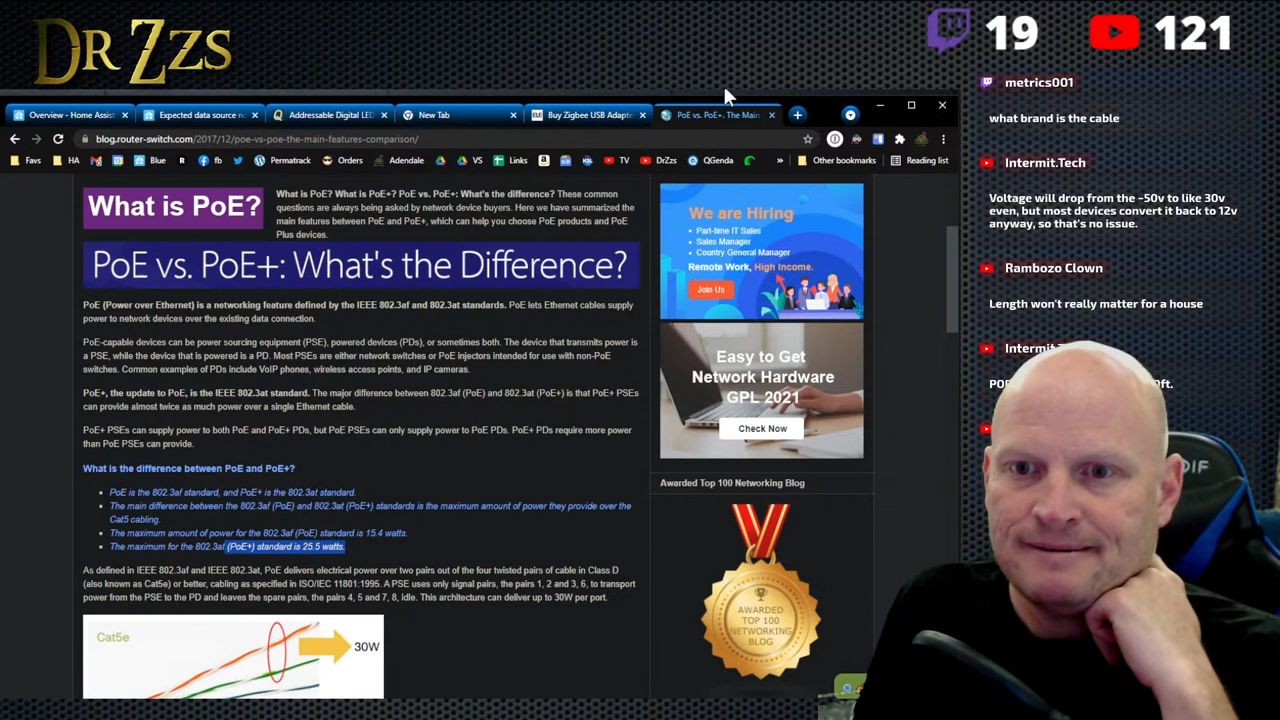 DR ZZS
19
121
Overview - Home Assis
Expected data source n
Addressable Digital LED
New Tab
Buy Zigbee USB Adapte
PoE vs. PoE+. The Main
blog.router-switch.com/2017/12/poe-vs-poe-the-main-features-comparison/
Favs
HA
Blue
fb
Twitter
Permatrack
Orders
Adendale
VS
Links
TV
DrZzs
QGenda
Other bookmarks
Reading list
What is PoE?
What is PoE? What is PoE+? PoE vs. PoE+: What's the difference? These common
questions are always being asked by network device buyers. Here we have summarized the
main features between PoE and PoE+, which can help you choose PoE products and PoE
Plus devices.
PoE vs. PoE+: What's the Difference?
PoE (Power over Ethernet) is a networking feature defined by the IEEE 802.3af and 802.3at standards. PoE lets Ethernet cables supply
power to network devices over the existing data connection.
PoE-capable devices can be power sourcing equipment (PSE), powered devices (PDs), or sometimes both. The device that transmits power is
a PSE, while the device that is powered is a PD. Most PSEs are either network switches or PoE injectors intended for use with non-PoE
switches. Common examples of PDs include VoIP phones, wireless access points, and IP cameras.
PoE+, the update to PoE, is the IEEE 802.3at standard. The major difference between 802.3af (PoE) and 802.3at (PoE+) is that PoE+ PSEs
can provide almost twice as much power over a single Ethernet cable.
PoE+ PSEs can supply power to both PoE and PoE+ PDs, but PoE PSEs can only supply power to PoE PDs. PoE+ PDs require more power
than PoE PSEs can provide.
What is the difference between PoE and PoE+?
PoE is the 802.3af standard, and PoE+ is the 802.3at standard.
The main difference between the 802.3af (PoE) and 802.3at (PoE+) standards is the maximum amount of power they provide over the
Cat5 cabling.
The maximum amount of power for the 802.3af (PoE) standard is 15.4 watts.
The maximum for the 802.3at (PoE+) standard is 25.5 watts.
As defined in IEEE 802.3af and IEEE 802.3at, PoE delivers electrical power over two pairs out of the four twisted pairs of cable in Class D
(also known as Cat5e) or better, cabling as specified in ISO/IEC 11801:1995. A PSE uses only signal pairs, the pairs 1, 2 and 3, 6, to transport
power from the PSE to the PD and leaves the spare pairs, the pairs 4, 5 and 7, 8, Idle. This architecture can deliver up to 30W per port.
Cat5e
30W
We are Hiring
Part-time IT Sales
Sales Manager
Country General Manager
Remote Work, High Income.
Join Us
Easy to Get
Network Hardware
GPL 2021
Check Now
Awarded Top 100 Networking Blog
AWARDED
TOP 100
NETWORKING
BLOG
metrics001
what brand is the cable
Intermit.Tech
Voltage will drop from the ~50v to like 30v
even, but most devices convert it back to 12v
anyway, so that's no issue.
Rambozo Clown
Length won't really matter for a house
Intermit.T
ft.
DIF